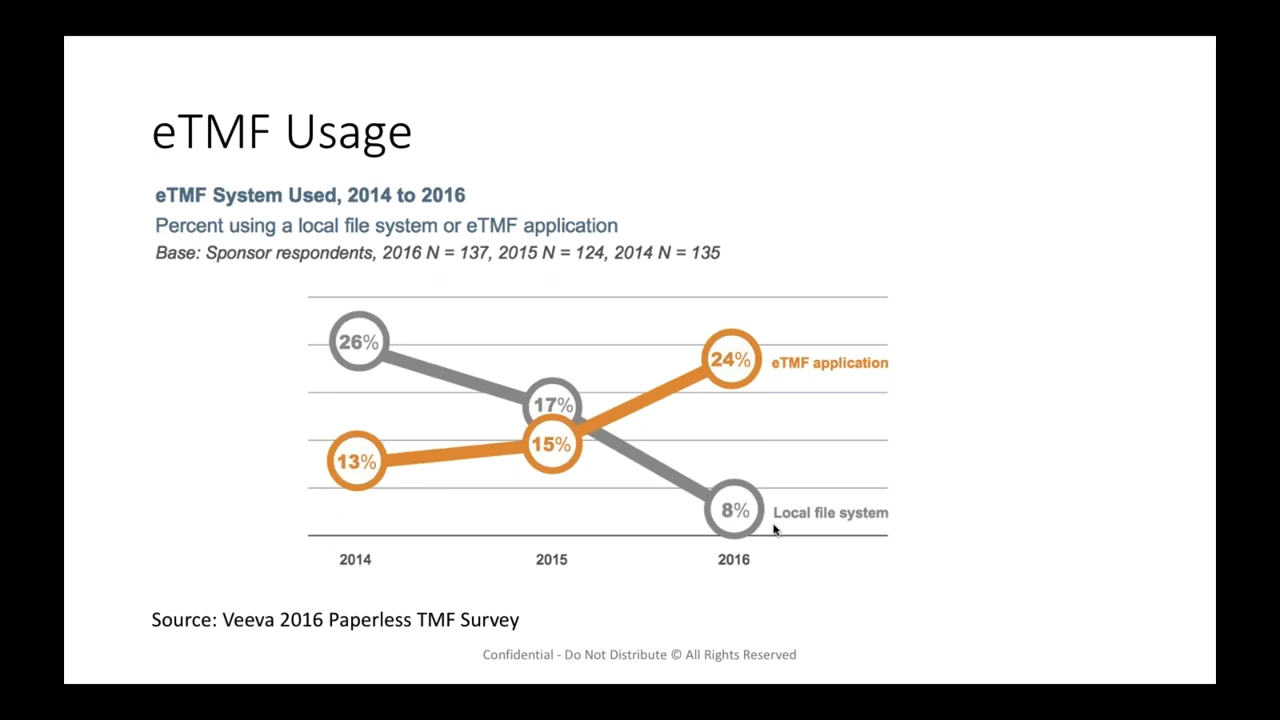 eTMF Usage
eTMF System Used, 2014 to 2016
Percent using a local file system or eTMF application
Base: Sponsor respondents, 2016 N = 137, 2015 N = 124, 2014 N = 135
26%
24%
eTMF application
17%
15%
13%
8%
Local file system
2014 2015 2016
Source: Veeva 2016 Paperless TMF Survey
Confidential - Do Not Distribute © All Rights Reserved